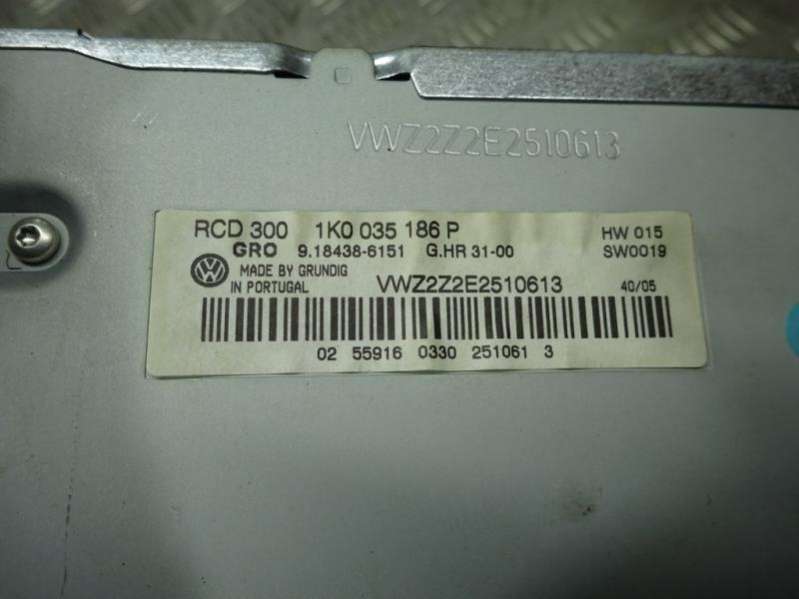 VWZ2Z2E2510613
RCD 300 1K0 035 186 P HW 015
GRO 9.18438-6151 G.HR 31-00 SW0019
MADE BY GRUNDIG
IN PORTUGAL VWZ2Z2E2510613 40/05
02 55916 0330 251061 3